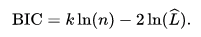 BIC = k ln(n) − 2 ln(L̂).